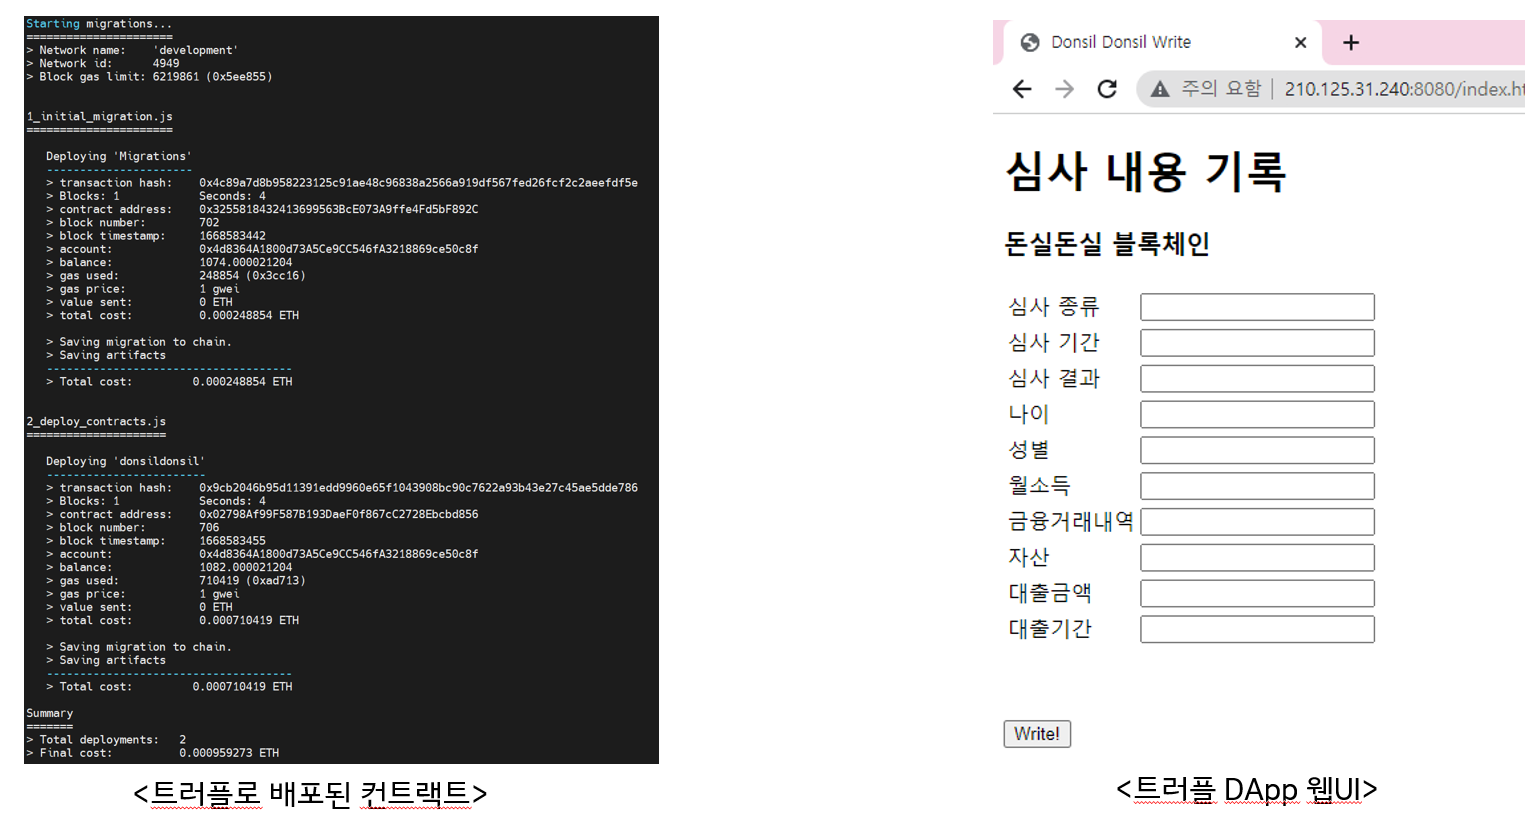 Starting migrations...
======================
> Network name:    'development'
> Network id:      4949
> Block gas limit: 6219861 (0x5ee855)
1_initial_migration.js
======================
Deploying 'Migrations'
----------------------
> transaction hash:    0x4c89a7d8b958223125c91ae48c96838a2566a919df567fed26fcf2c2aeefdf5e
> Blocks: 1            Seconds: 4
> contract address:    0x3255818432413699563BcE073A9ffe4Fd5bF892C
> block number:        702
> block timestamp:     1668583442
> account:             0x4d8364A1800d73A5Ce9CC546fA3218869ce50c8f
> balance:             1074.000021204
> gas used:            248854 (0x3cc16)
> gas price:           1 gwei
> value sent:          0 ETH
> total cost:          0.000248854 ETH
> Saving migration to chain.
> Saving artifacts
-------------------------------------
> Total cost:         0.000248854 ETH
2_deploy_contracts.js
=====================
Deploying 'donsildonsil'
------------------------
> transaction hash:    0x9cb2046b95d11391edd9960e65f1043908bc90c7622a93b43e27c45ae5dde786
> Blocks: 1            Seconds: 4
> contract address:    0x02798Af99F587B193DaeF0f867cC2728Ebcbd856
> block number:        706
> block timestamp:     1668583455
> account:             0x4d8364A1800d73A5Ce9CC546fA3218869ce50c8f
> balance:             1082.000021204
> gas used:            710419 (0xad713)
> gas price:           1 gwei
> value sent:          0 ETH
> total cost:          0.000710419 ETH
> Saving migration to chain.
> Saving artifacts
-------------------------------------
> Total cost:         0.000710419 ETH
Summary
=======
> Total deployments:   2
> Final cost:          0.000959273 ETH
<트러플로 배포된 컨트랙트>
Donsil Donsil Write
주의 요함 | 210.125.31.240:8080/index.ht
심사 내용 기록
돈실돈실 블록체인
심사 종류
심사 기간
심사 결과
나이
성별
월소득
금융거래내역
자산
대출금액
대출기간
Write!
<트러플 DApp 웹UI>